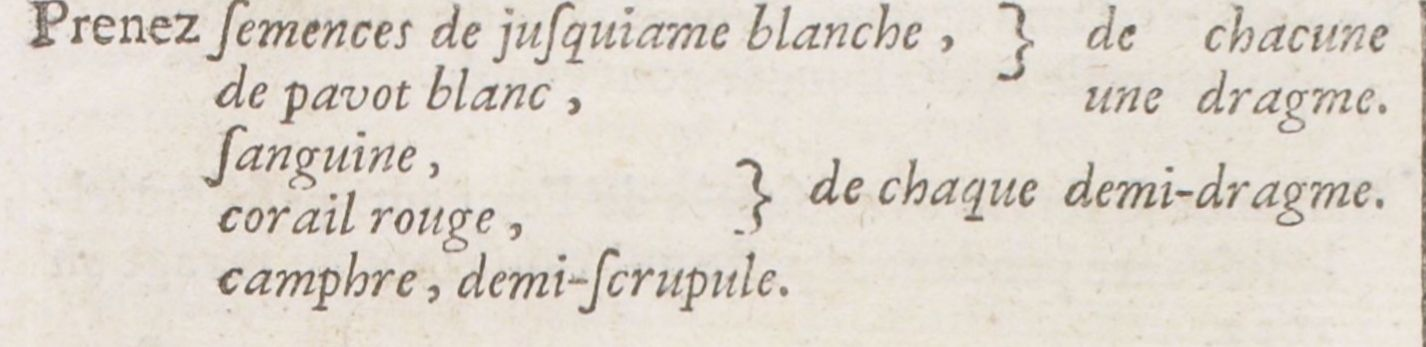 Prenez ſemences de juſquiame blanche , } de chacune
de pavot blanc , une dragme.
ſanguine ,
} de chaque demi-dragme.
corail rouge ,
camphre , demi-ſcrupule.